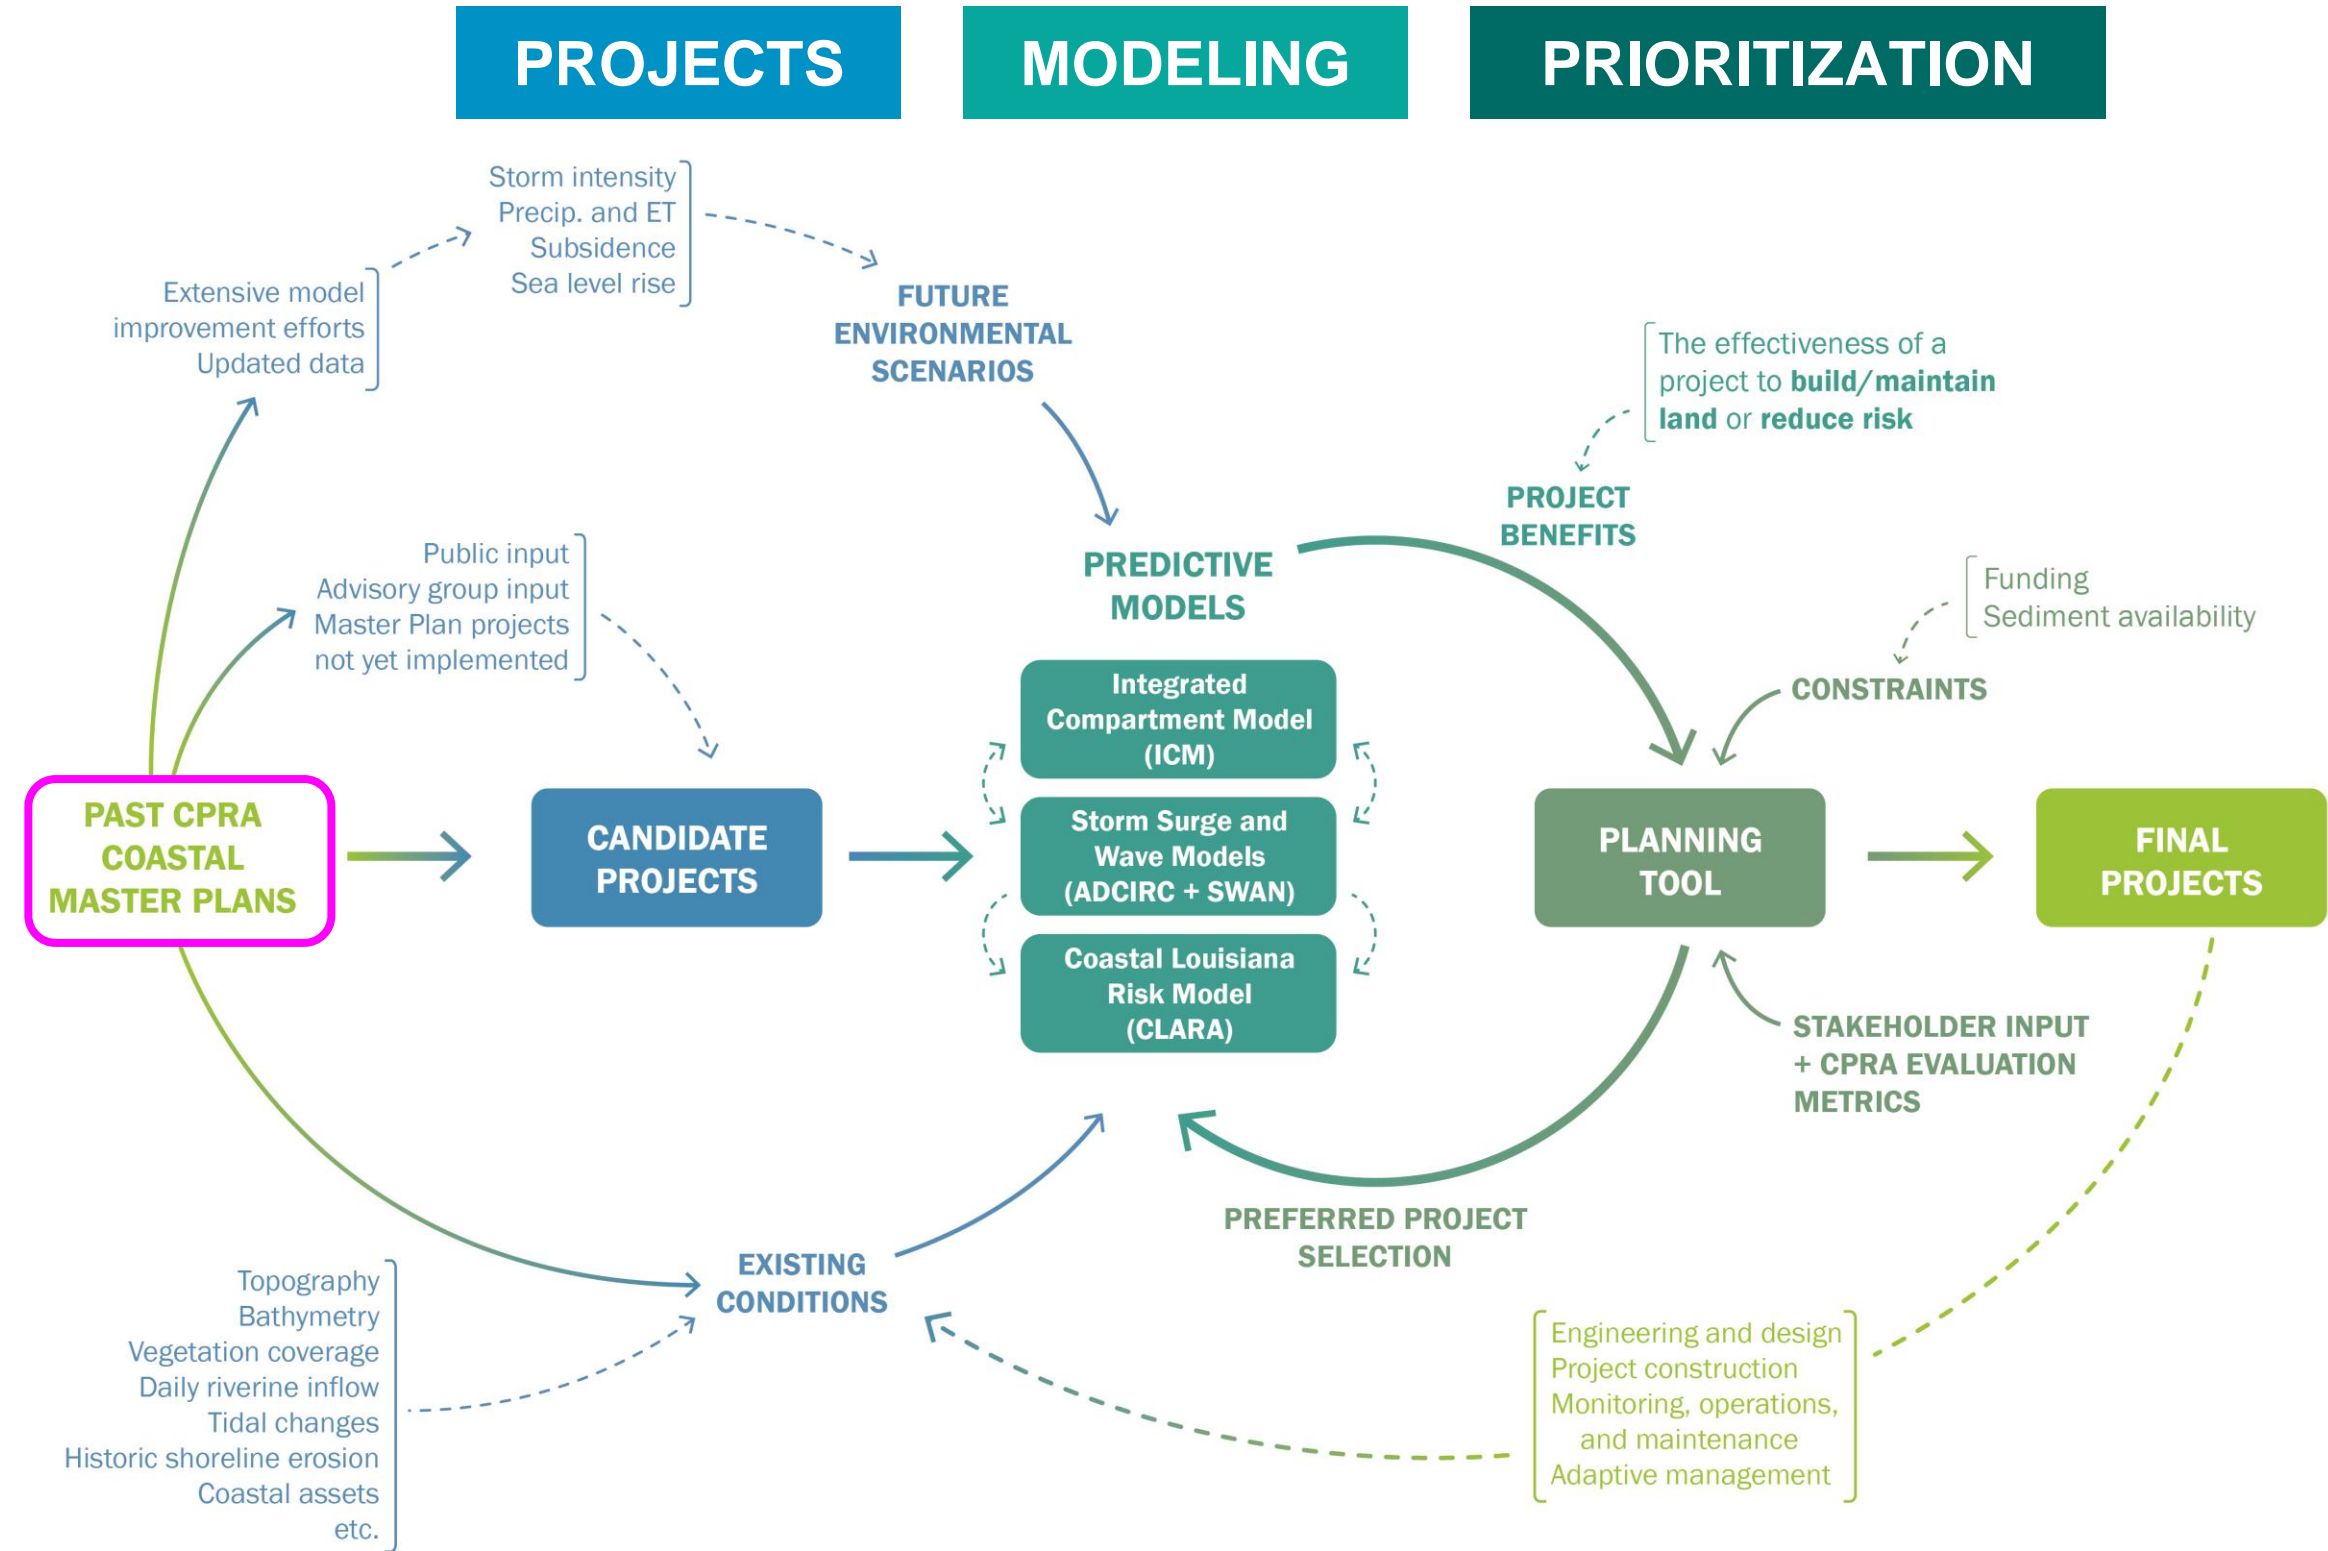 PROJECTS
MODELING
PRIORITIZATION
Storm intensity
Precip. and ET
Subsidence
Sea level rise
Extensive model
improvement efforts
Updated data
FUTURE
ENVIRONMENTAL
SCENARIOS
The effectiveness of a
project to build/maintain
land or reduce risk
PROJECT
BENEFITS
Public input
Advisory group input
Master Plan projects
not yet implemented
PREDICTIVE
MODELS
Funding
Sediment availability
CONSTRAINTS
Integrated
Compartment Model
(ICM)
PAST CPRA
COASTAL
MASTER PLANS
CANDIDATE
PROJECTS
Storm Surge and
Wave Models
(ADCIRC + SWAN)
PLANNING
TOOL
FINAL
PROJECTS
Coastal Louisiana
Risk Model
(CLARA)
STAKEHOLDER INPUT
+ CPRA EVALUATION
METRICS
PREFERRED PROJECT
SELECTION
EXISTING
CONDITIONS
Topography
Bathymetry
Vegetation coverage
Daily riverine inflow
Tidal changes
Historic shoreline erosion
Coastal assets
etc.
Engineering and design
Project construction
Monitoring, operations,
and maintenance
Adaptive management